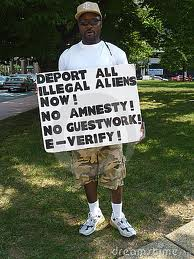 DEPORT ALL
ILLEGAL ALIENS
NOW!
NO AMNESTY!
NO GUESTWORK!
E-VERIFY!
dreamstime